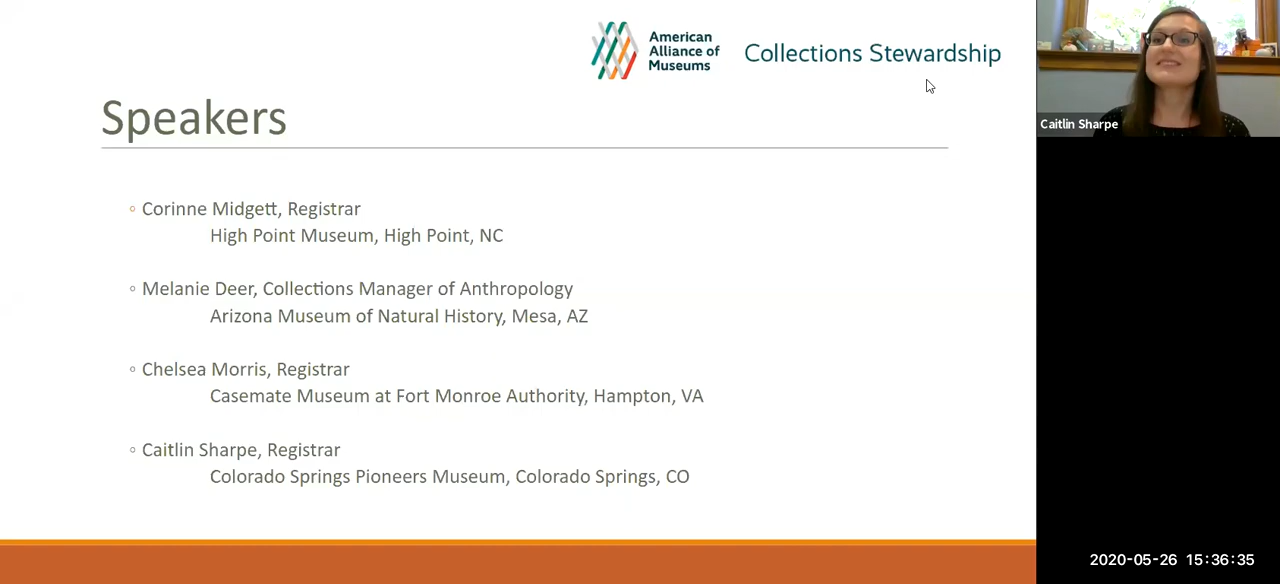 American
Alliance of
Museums
Collections Stewardship
Speakers
◦ Corinne Midgett, Registrar
High Point Museum, High Point, NC
◦ Melanie Deer, Collections Manager of Anthropology
Arizona Museum of Natural History, Mesa, AZ
◦ Chelsea Morris, Registrar
Casemate Museum at Fort Monroe Authority, Hampton, VA
◦ Caitlin Sharpe, Registrar
Colorado Springs Pioneers Museum, Colorado Springs, CO
Caitlin Sharpe
2020-05-26 15:36:35